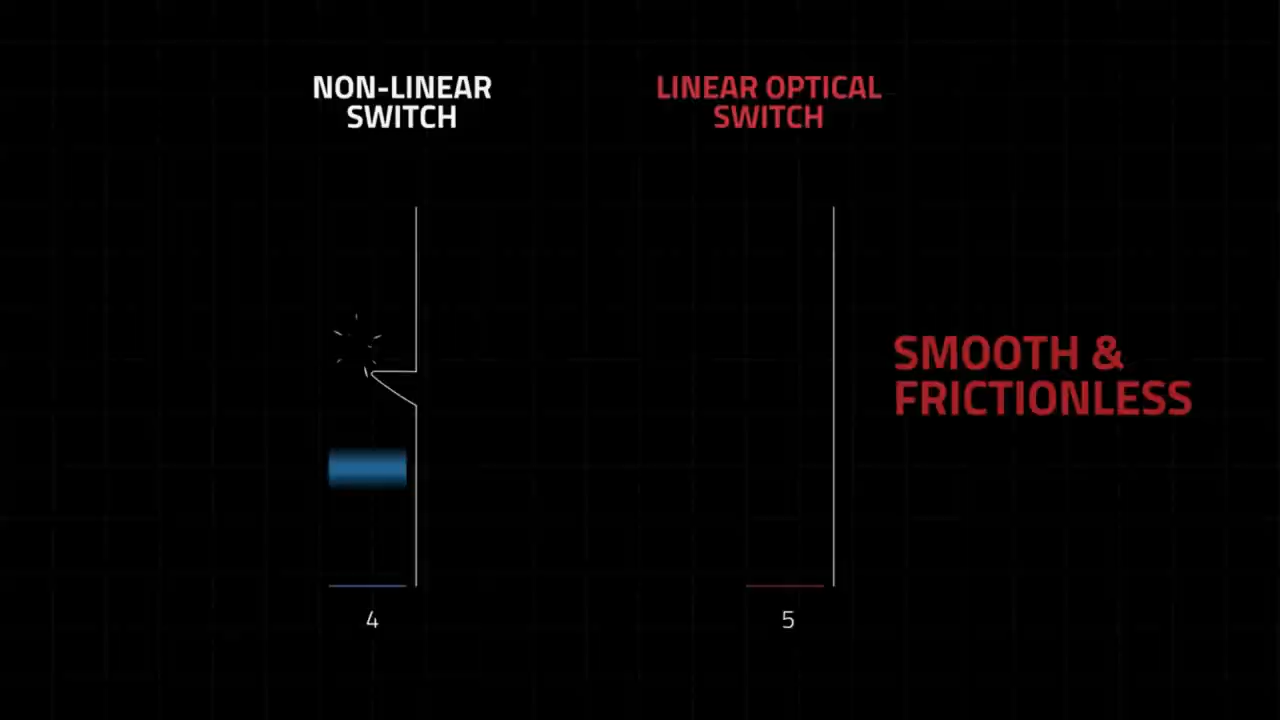 NON-LINEAR
SWITCH
LINEAR OPTICAL
SWITCH
SMOOTH &
FRICTIONLESS
4
5